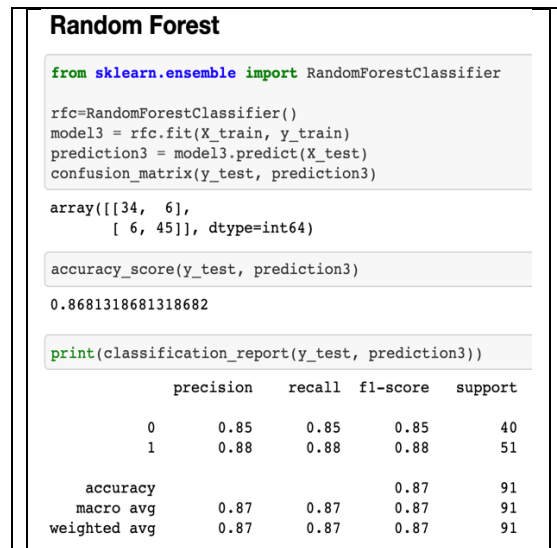 Random Forest
from sklearn.ensemble import RandomForestClassifier
rfc=RandomForestClassifier()
model3 = rfc.fit(X_train, y_train)
prediction3 = model3.predict(X_test)
confusion_matrix(y_test, prediction3)
array([[34,  6],
       [ 6, 45]], dtype=int64)
accuracy_score(y_test, prediction3)
0.8681318681318682
print(classification_report(y_test, prediction3))
              precision    recall  f1-score   support
           0       0.85      0.85      0.85        40
           1       0.88      0.88      0.88        51
    accuracy                           0.87        91
   macro avg       0.87      0.87      0.87        91
weighted avg       0.87      0.87      0.87        91